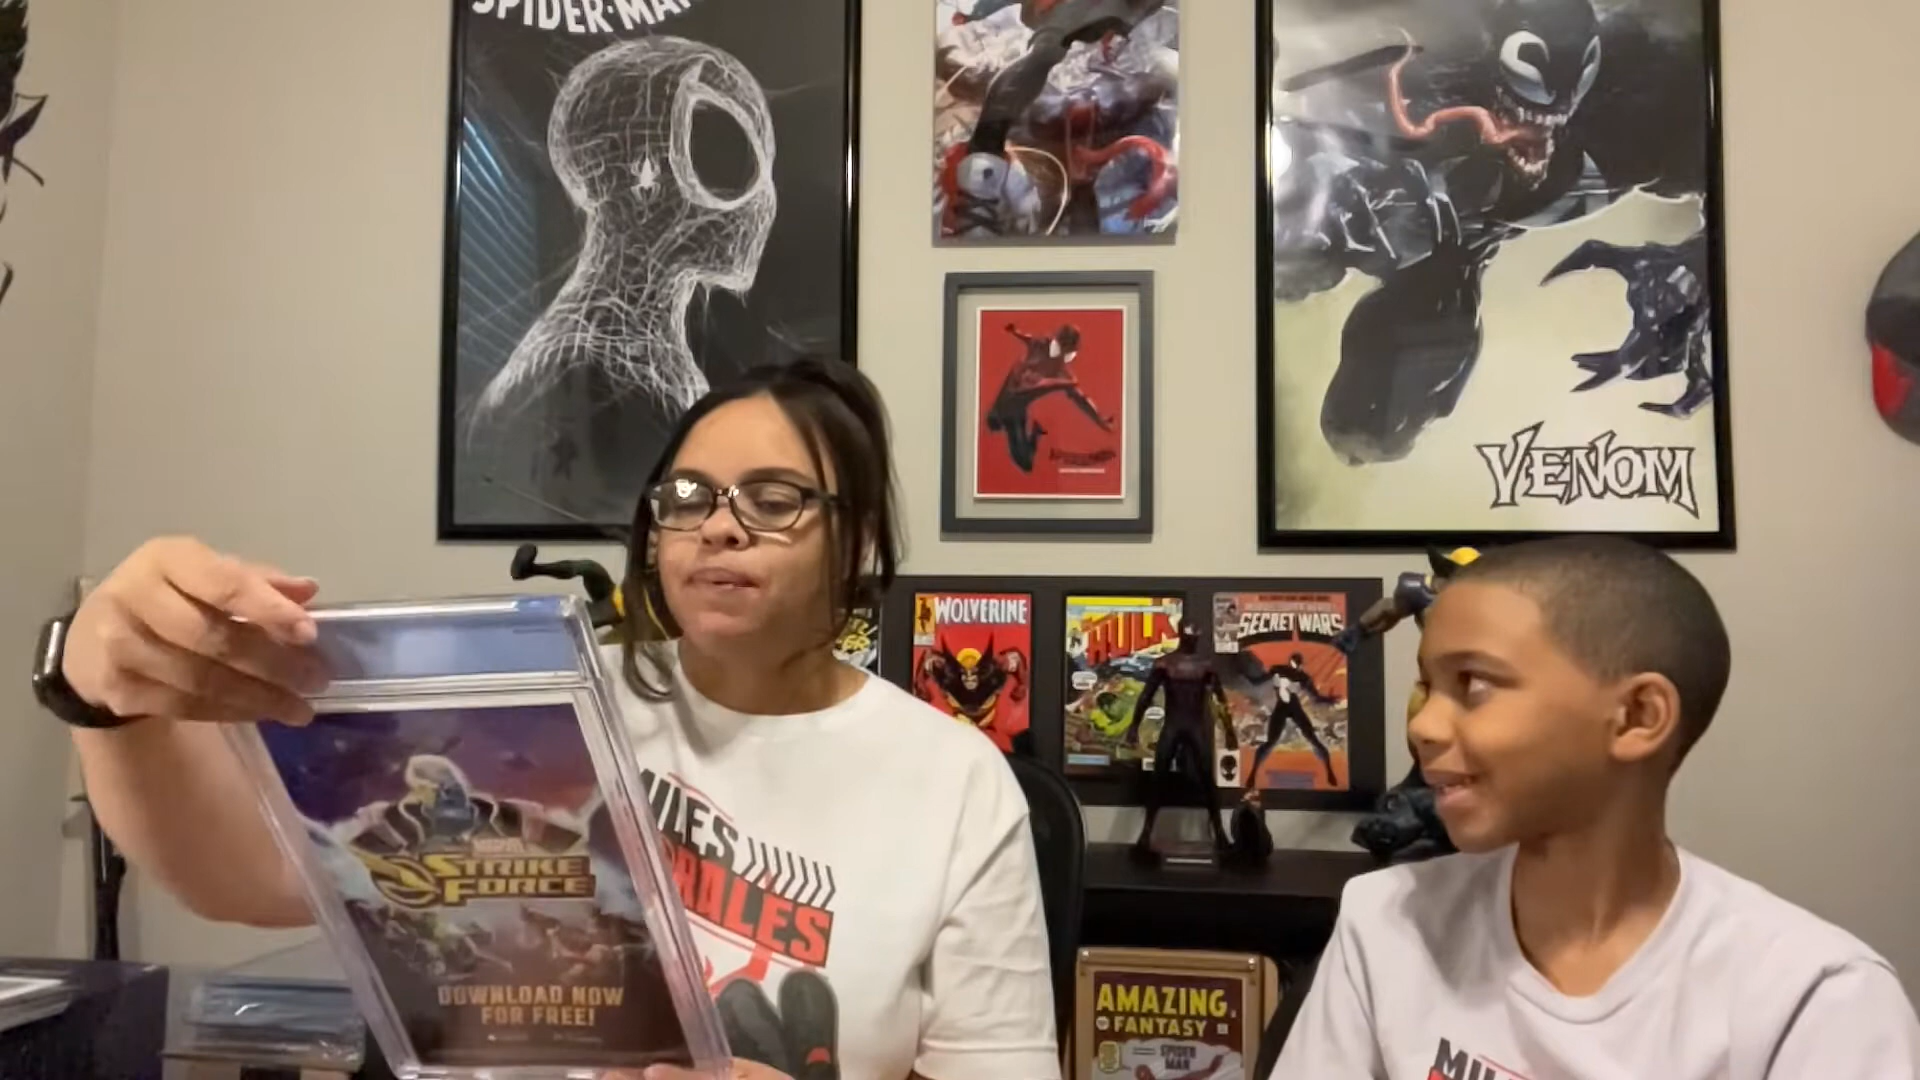 SPIDER-MAN
VENOM
WOLVERINE
HULK
SECRET WARS
MARVEL
STRIKE
FORCE
DOWNLOAD NOW
FOR FREE!
MILES
MORALES
AMAZING
FANTASY
SPIDER
MAN